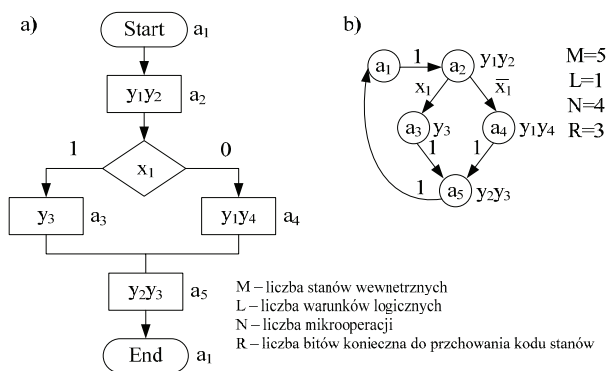 a)
Start a₁
y₁y₂ a₂
1 x₁ 0
y₃ a₃ y₁y₄ a₄
y₂y₃ a₅
End a₁
b)
a₁ 1 a₂ y₁y₂
x₁ x̅₁
a₃ y₃ a₄ y₁y₄
1 1
1 a₅ y₂y₃
M=5
L=1
N=4
R=3
M – liczba stanów wewnetrznych
L – liczba warunków logicznych
N – liczba mikrooperacji
R – liczba bitów konieczna do przchowania kodu stanów